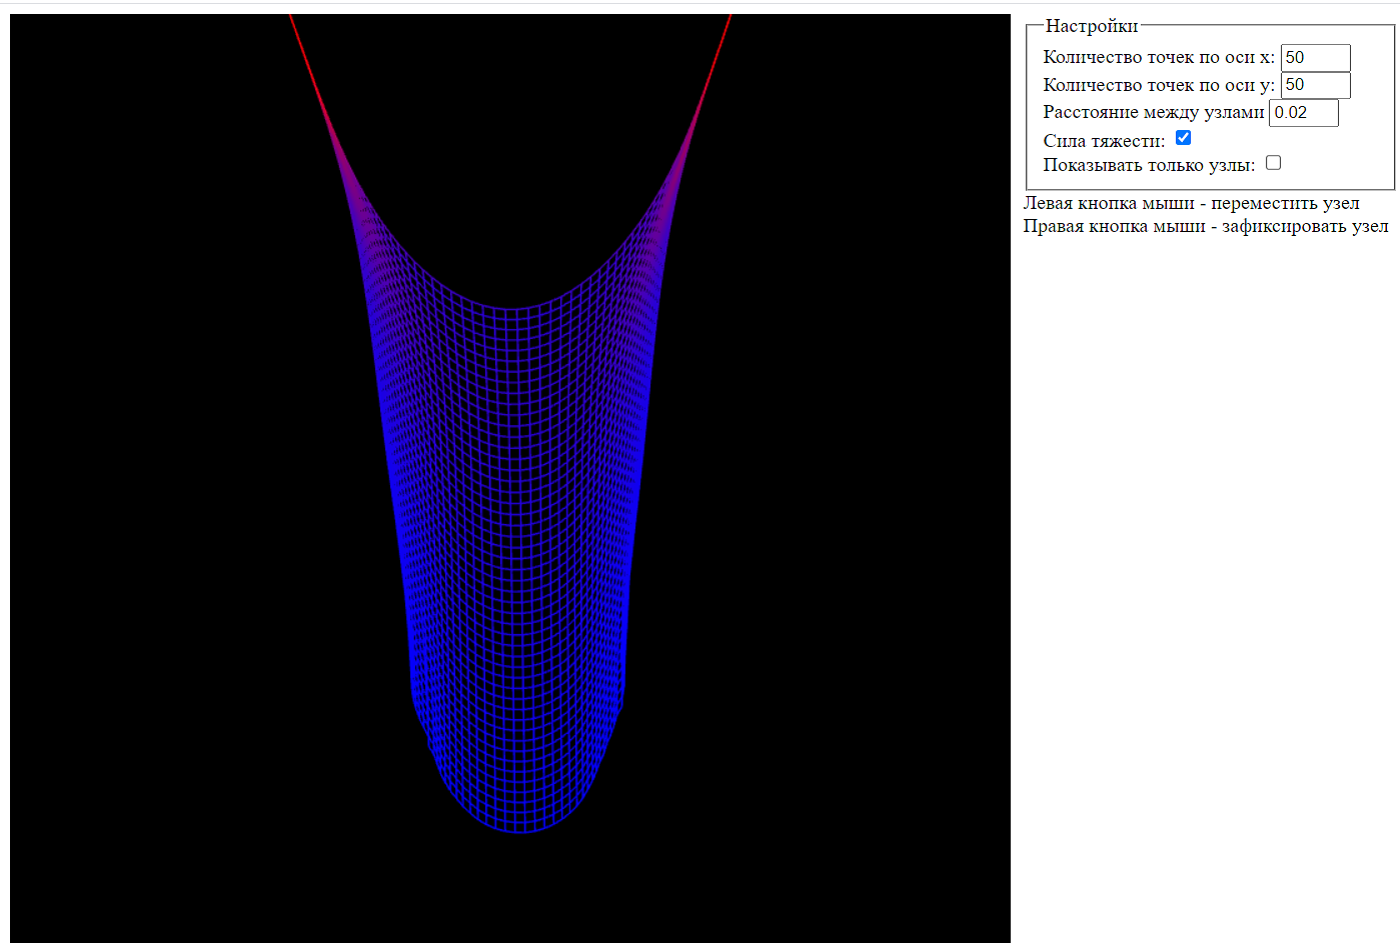 Настройки
Количество точек по оси x: 50
Количество точек по оси y: 50
Расстояние между узлами 0.02
Сила тяжести:
Показывать только узлы:
Левая кнопка мыши - переместить узел
Правая кнопка мыши - зафиксировать узел